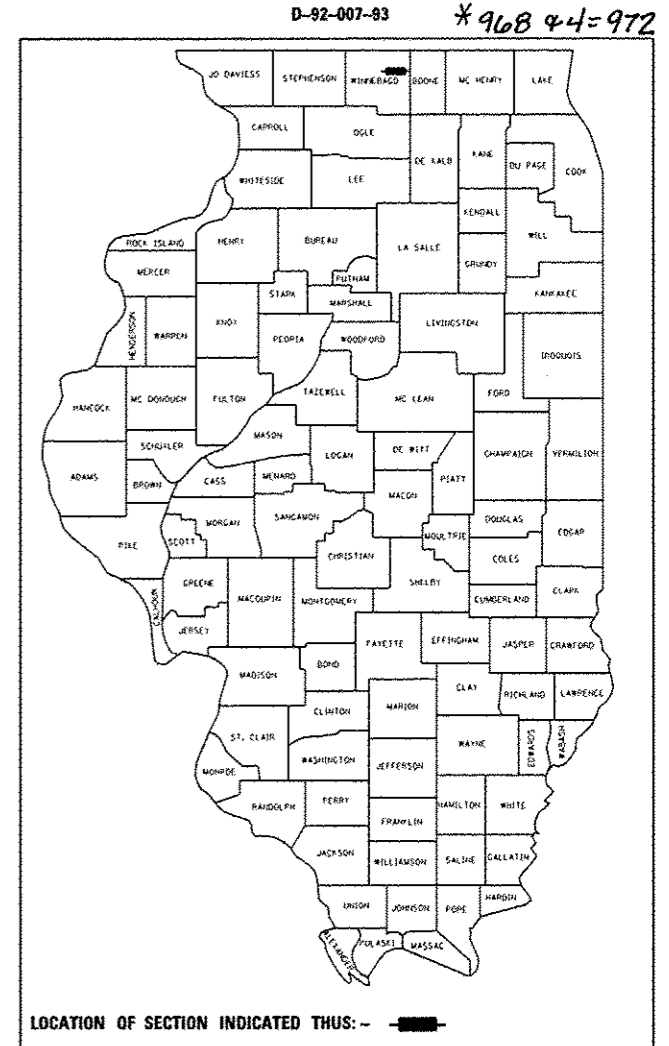 D-92-007-93 *968 &4=972
JO DAVIESS STEPHENSON WINNEBAGO BOONE MC HENRY LAKE
CARROLL OGLE
DE KALB KANE DU PAGE COOK
WHITESIDE LEE
KENDALL WILL
ROCK ISLAND HENRY BUREAU LA SALLE
GRUNDY
MERCER PUTNAM KANKAKEE
STARK MARSHALL
HENDERSON WARREN KNOX PEORIA WOODFORD LIVINGSTON IROQUOIS
HANCOCK MC DONOUGH FULTON TAZEWELL MC LEAN FORD
MASON
SCHUYLER LOGAN DE WITT CHAMPAIGN VERMILION
ADAMS BROWN CASS MENARD MACON PIATT
PIKE SCOTT MORGAN SANGAMON MOULTRIE DOUGLAS EDGAR
CHRISTIAN COLES
CALHOUN GREENE MACOUPIN MONTGOMERY SHELBY CUMBERLAND CLARK
JERSEY
FAYETTE EFFINGHAM JASPER CRAWFORD
MADISON BOND
CLAY RICHLAND LAWRENCE
CLINTON MARION
ST. CLAIR WAYNE EDWARDS WABASH
MONROE WASHINGTON JEFFERSON
RANDOLPH PERRY HAMILTON WHITE
FRANKLIN
JACKSON WILLIAMSON SALINE GALLATIN
UNION JOHNSON POPE HARDIN
ALEXANDER PULASKI MASSAC
LOCATION OF SECTION INDICATED THUS:-